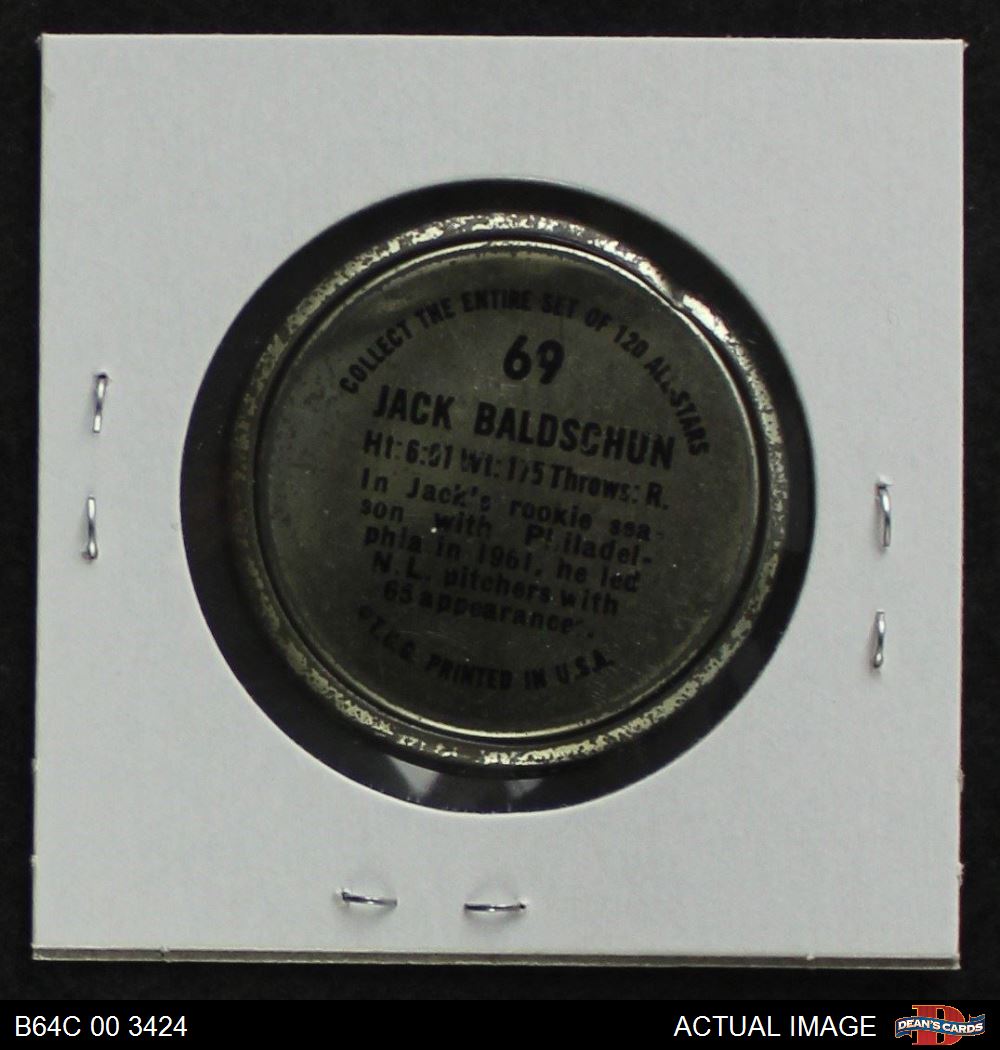 COLLECT THE ENTIRE SET OF 120 ALL-STARS
69
JACK BALDSCHUN
Ht: 6:01 Wt: 175 Throws: R.
In Jack's rookie sea-
son with Philadel-
phia in 1961, he led
N.L. pitchers with
65 appearances.
©T.C.G. PRINTED IN U.S.A.
B64C 00 3424
ACTUAL IMAGE
DEAN'S CARDS